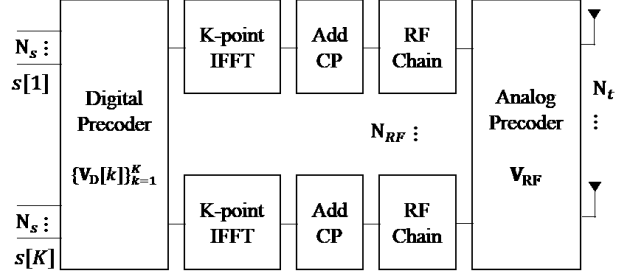 N_s ⋮
s[1]
N_s ⋮
s[K]
Digital
Precoder
{V_D[k]}_{k=1}^K
K-point
IFFT
Add
CP
RF
Chain
N_RF ⋮
K-point
IFFT
Add
CP
RF
Chain
Analog
Precoder
V_RF
N_t
⋮